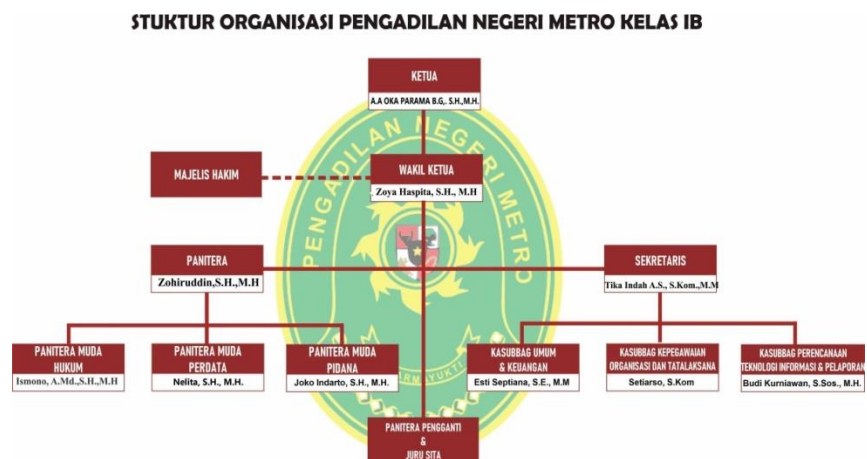 STUKTUR ORGANISASI PENGADILAN NEGERI METRO KELAS IB
KETUA
A.A OKA PARAMA B.G,. S.H.,M.H.
PENGADILAN NEGERI METRO
MAJELIS HAKIM
WAKIL KETUA
Zoya Haspita, S.H., M.H
PANITERA
Zohiruddin,S.H.,M.H
SEKRETARIS
Tika Indah A.S., S.Kom.,M.M
PANITERA MUDA
HUKUM
Ismono, A.Md.,S.H.,M.H
PANITERA MUDA
PERDATA
Nelita, S.H., M.H.
PANITERA MUDA
PIDANA
Joko Indarto, S.H., M.H.
KASUBBAG UMUM
& KEUANGAN
Esti Septiana, S.E., M.M
KASUBBAG KEPEGAWAIAN
ORGANISASI DAN TATALAKSANA
Setiarso, S.Kom
KASUBBAG PERENCANAAN
TEKNOLOGI INFORMASI & PELAPORAN
Budi Kurniawan, S.Sos., M.H.
PANITERA PENGGANTI
&
JURU SITA